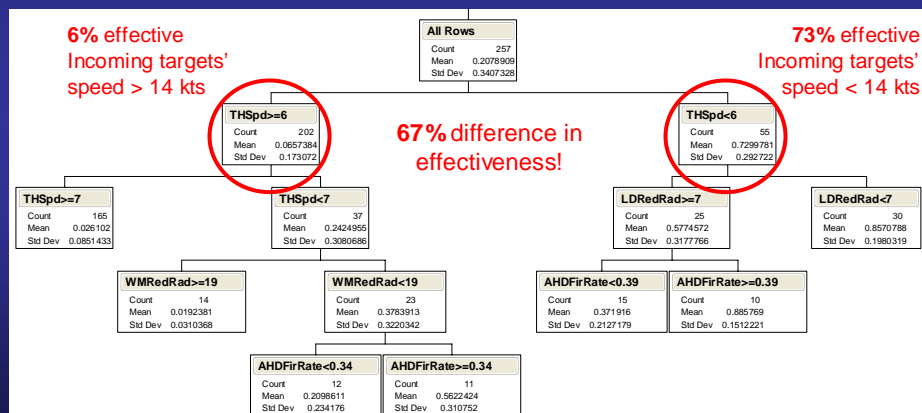 6% effective
Incoming targets'
speed > 14 kts
All Rows
Count 257
Mean 0.2078909
Std Dev 0.3407328
73% effective
Incoming targets'
speed < 14 kts
THSpd>=6
Count 202
Mean 0.0657384
Std Dev 0.173072
67% difference in
effectiveness!
THSpd<6
Count 55
Mean 0.7299781
Std Dev 0.292722
THSpd>=7
Count 165
Mean 0.026102
Std Dev 0.0851433
THSpd<7
Count 37
Mean 0.2424955
Std Dev 0.3080686
LDRedRad>=7
Count 25
Mean 0.5774572
Std Dev 0.3177766
LDRedRad<7
Count 30
Mean 0.8570788
Std Dev 0.1980319
WMRedRad>=19
Count 14
Mean 0.0192381
Std Dev 0.0310368
WMRedRad<19
Count 23
Mean 0.3783913
Std Dev 0.3220342
AHDFirRate<0.39
Count 15
Mean 0.371916
Std Dev 0.2127179
AHDFirRate>=0.39
Count 10
Mean 0.885769
Std Dev 0.1512221
AHDFirRate<0.34
Count 12
Mean 0.2098611
Std Dev 0.234176
AHDFirRate>=0.34
Count 11
Mean 0.5622424
Std Dev 0.310752